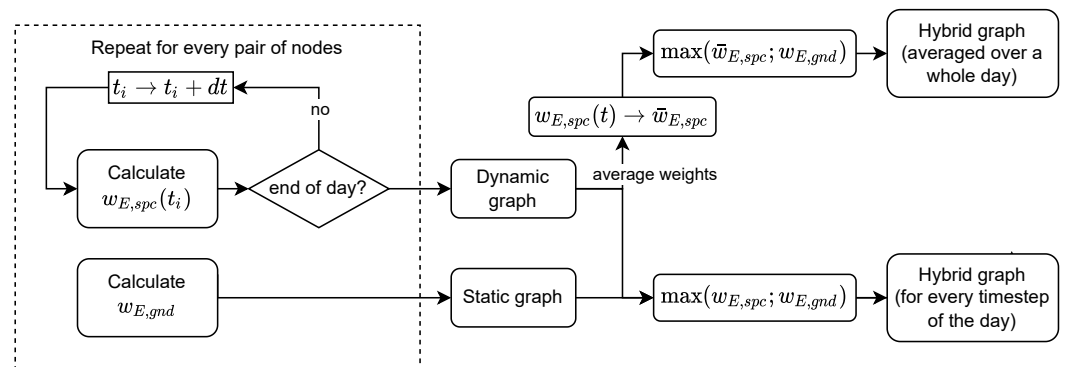 Repeat for every pair of nodes
t_i → t_i + dt
no
Calculate
w_{E,spc}(t_i)
end of day?
Calculate
w_{E,gnd}
Dynamic
graph
Static graph
average weights
w_{E,spc}(t) → w̄_{E,spc}
max(w̄_{E,spc}; w_{E,gnd})
Hybrid graph
(averaged over a
whole day)
max(w_{E,spc}; w_{E,gnd})
Hybrid graph
(for every timestep
of the day)